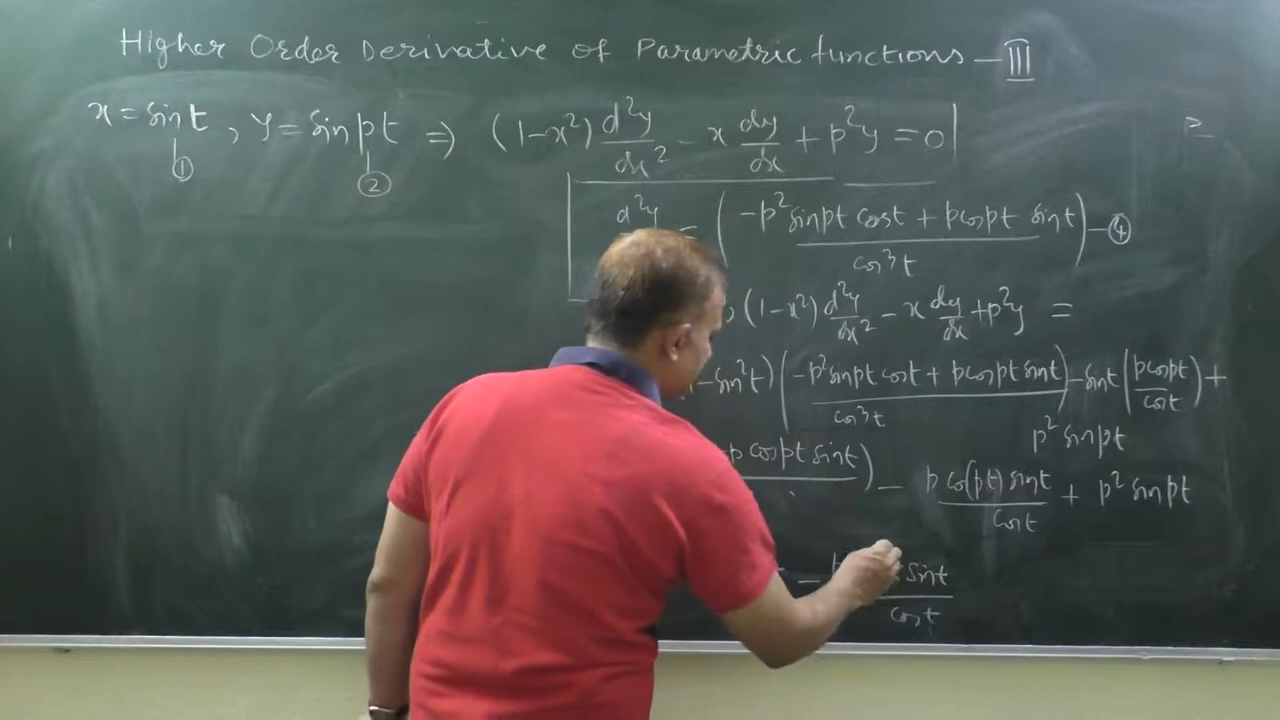 Higher Order Derivative of Parametric functions – III
x = sin t , y = sin pt ⇒ (1-x²) d²y/dx² - x dy/dx + p²y = 0
① ②
d²y = ( -p² sin pt cos t + p cos pt sin t / cos³t ) – ④
(1-x²) d²y/dx² - x dy/dx + p²y =
-sin²t) ( -p² sin pt cos t + p cos pt sin t / cos³t ) - sin t ( p cos pt / cos t ) +
p² sin pt
p cos pt sin t ) - p cos(pt) sin t / cos t + p² sin pt
- sin t / cos t